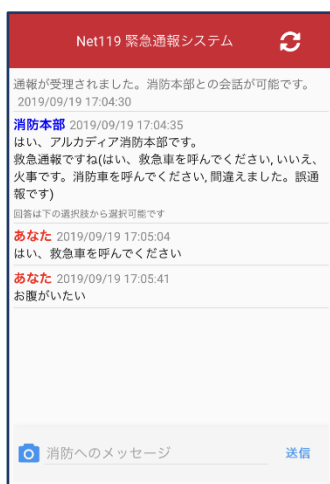 Net119 緊急通報システム
通報が受理されました。消防本部との会話が可能です。
2019/09/19 17:04:30
消防本部 2019/09/19 17:04:35
はい、アルカディア消防本部です。
救急通報ですね(はい、救急車を呼んでください, いいえ、
火事です。消防車を呼んでください, 間違えました。誤通
報です)
回答は下の選択肢から選択可能です
あなた 2019/09/19 17:05:04
はい、救急車を呼んでください
あなた 2019/09/19 17:05:41
お腹がいたい
消防へのメッセージ 送信